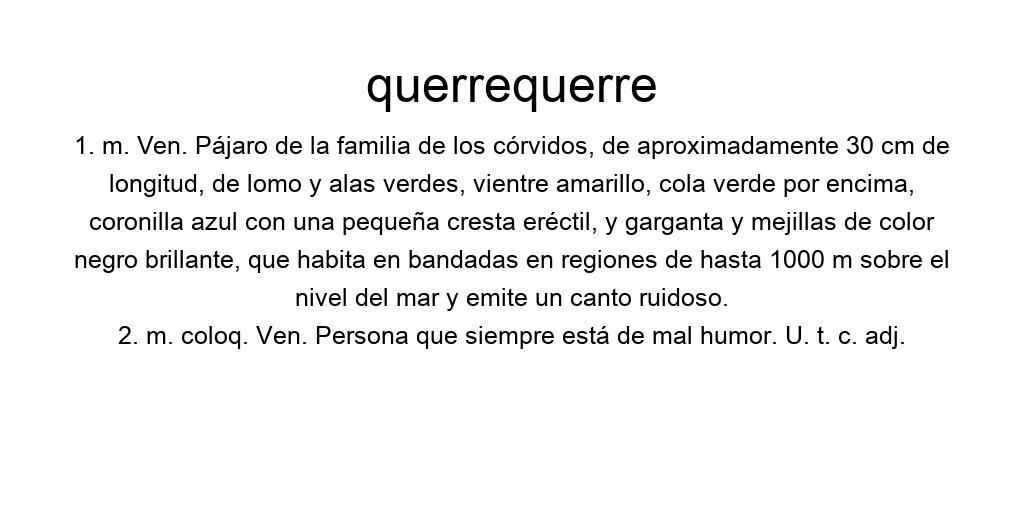 querrequerre
1. m. Ven. Pájaro de la familia de los córvidos, de aproximadamente 30 cm de
longitud, de lomo y alas verdes, vientre amarillo, cola verde por encima,
coronilla azul con una pequeña cresta eréctil, y garganta y mejillas de color
negro brillante, que habita en bandadas en regiones de hasta 1000 m sobre el
nivel del mar y emite un canto ruidoso.
2. m. coloq. Ven. Persona que siempre está de mal humor. U. t. c. adj.